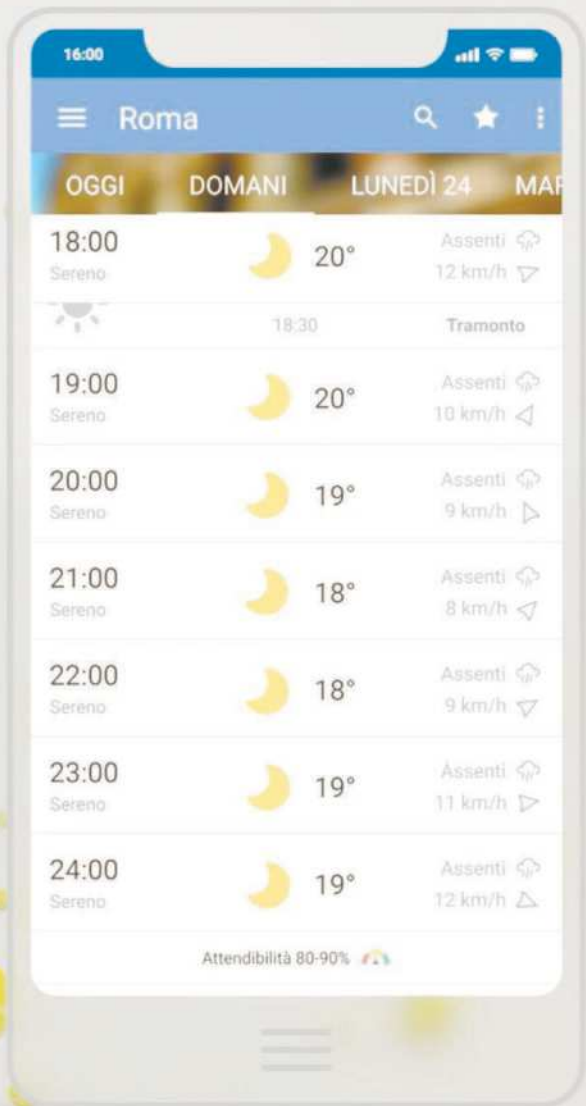 16:00
Roma
OGGI DOMANI LUNEDÌ 24 MAR
18:00 20° Assenti
Sereno 12 km/h
18:30 Tramonto
19:00 20° Assenti
Sereno 10 km/h
20:00 19° Assenti
Sereno 9 km/h
21:00 18° Assenti
Sereno 8 km/h
22:00 18° Assenti
Sereno 9 km/h
23:00 19° Assenti
Sereno 11 km/h
24:00 19° Assenti
Sereno 12 km/h
Attendibilità 80-90%